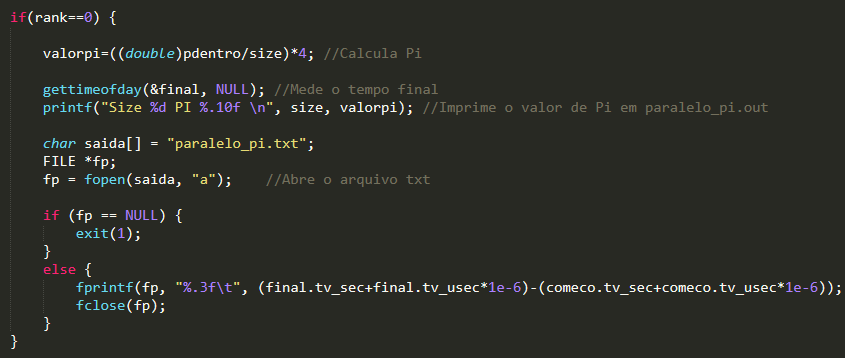 if(rank==0) {
valorpi=((double)pdentro/size)*4; //Calcula Pi
gettimeofday(&final, NULL); //Mede o tempo final
printf("Size %d PI %.10f \n", size, valorpi); //Imprime o valor de Pi em paralelo_pi.out
char saida[] = "paralelo_pi.txt";
FILE *fp;
fp = fopen(saida, "a");    //Abre o arquivo txt
if (fp == NULL) {
exit(1);
}
else {
fprintf(fp, "%.3f\t", (final.tv_sec+final.tv_usec*1e-6)-(comeco.tv_sec+comeco.tv_usec*1e-6));
fclose(fp);
}
}